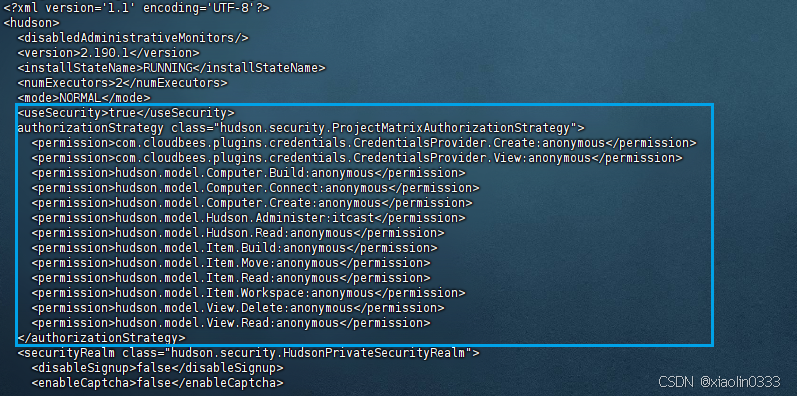 <?xml version='1.1' encoding='UTF-8'?>
<hudson>
<disabledAdministrativeMonitors/>
<version>2.190.1</version>
<installStateName>RUNNING</installStateName>
<numExecutors>2</numExecutors>
<mode>NORMAL</mode>
<useSecurity>true</useSecurity>
authorizationStrategy class="hudson.security.ProjectMatrixAuthorizationStrategy">
<permission>com.cloudbees.plugins.credentials.CredentialsProvider.Create:anonymous</permission>
<permission>com.cloudbees.plugins.credentials.CredentialsProvider.View:anonymous</permission>
<permission>hudson.model.Computer.Build:anonymous</permission>
<permission>hudson.model.Computer.Connect:anonymous</permission>
<permission>hudson.model.Computer.Create:anonymous</permission>
<permission>hudson.model.Hudson.Administer:itcast</permission>
<permission>hudson.model.Hudson.Read:anonymous</permission>
<permission>hudson.model.Item.Build:anonymous</permission>
<permission>hudson.model.Item.Move:anonymous</permission>
<permission>hudson.model.Item.Read:anonymous</permission>
<permission>hudson.model.Item.Workspace:anonymous</permission>
<permission>hudson.model.View.Delete:anonymous</permission>
<permission>hudson.model.View.Read:anonymous</permission>
</authorizationStrategy>
<securityRealm class="hudson.security.HudsonPrivateSecurityRealm">
<disableSignup>false</disableSignup>
<enableCaptcha>false</enableCaptcha>
CSDN @xiaolin0333